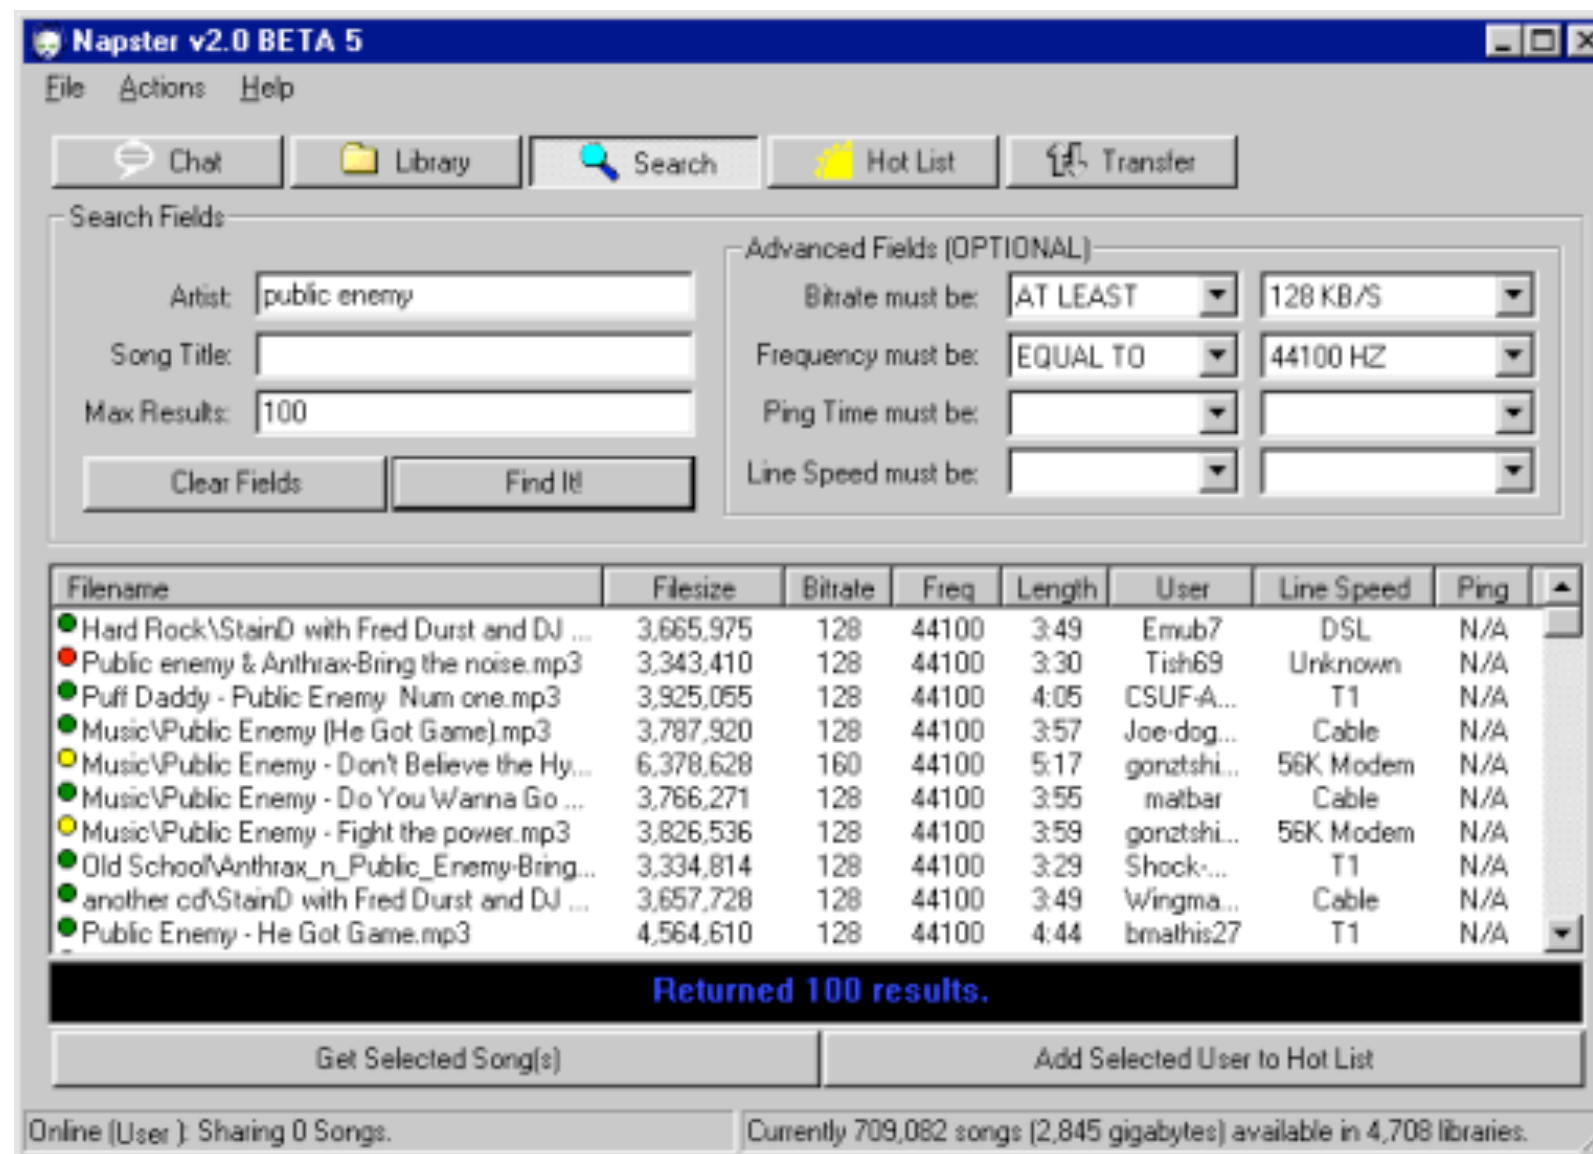 Napster v2.0 BETA 5
File Actions Help
Chat Library Search Hot List Transfer
Search Fields
Advanced Fields (OPTIONAL)
Artist: public enemy Bitrate must be: AT LEAST 128 KB/S
Song Title: Frequency must be: EQUAL TO 44100 HZ
Max Results: 100 Ping Time must be:
Clear Fields Find It! Line Speed must be:
Filename Filesize Bitrate Freq Length User Line Speed Ping
Hard Rock\StainD with Fred Durst and DJ ... 3,665,975 128 44100 3:49 Emub7 DSL N/A
Public enemy & Anthrax-Bring the noise.mp3 3,343,410 128 44100 3:30 Tish69 Unknown N/A
Puff Daddy - Public Enemy Num one.mp3 3,925,055 128 44100 4:05 CSUF-A... T1 N/A
Music\Public Enemy (He Got Game).mp3 3,787,920 128 44100 3:57 Joe-dog... Cable N/A
Music\Public Enemy - Don't Believe the Hy... 6,378,628 160 44100 5:17 gonztshi... 56K Modem N/A
Music\Public Enemy - Do You Wanna Go ... 3,766,271 128 44100 3:55 matbar Cable N/A
Music\Public Enemy - Fight the power.mp3 3,826,536 128 44100 3:59 gonztshi... 56K Modem N/A
Old School\Anthrax_n_Public_Enemy-Bring... 3,334,814 128 44100 3:29 Shock-... T1 N/A
another cd\StainD with Fred Durst and DJ ... 3,657,728 128 44100 3:49 Wingma... Cable N/A
Public Enemy - He Got Game.mp3 4,564,610 128 44100 4:44 bmathis27 T1 N/A
Returned 100 results.
Get Selected Song(s) Add Selected User to Hot List
Online (User ): Sharing 0 Songs. Currently 709,082 songs (2,845 gigabytes) available in 4,708 libraries.